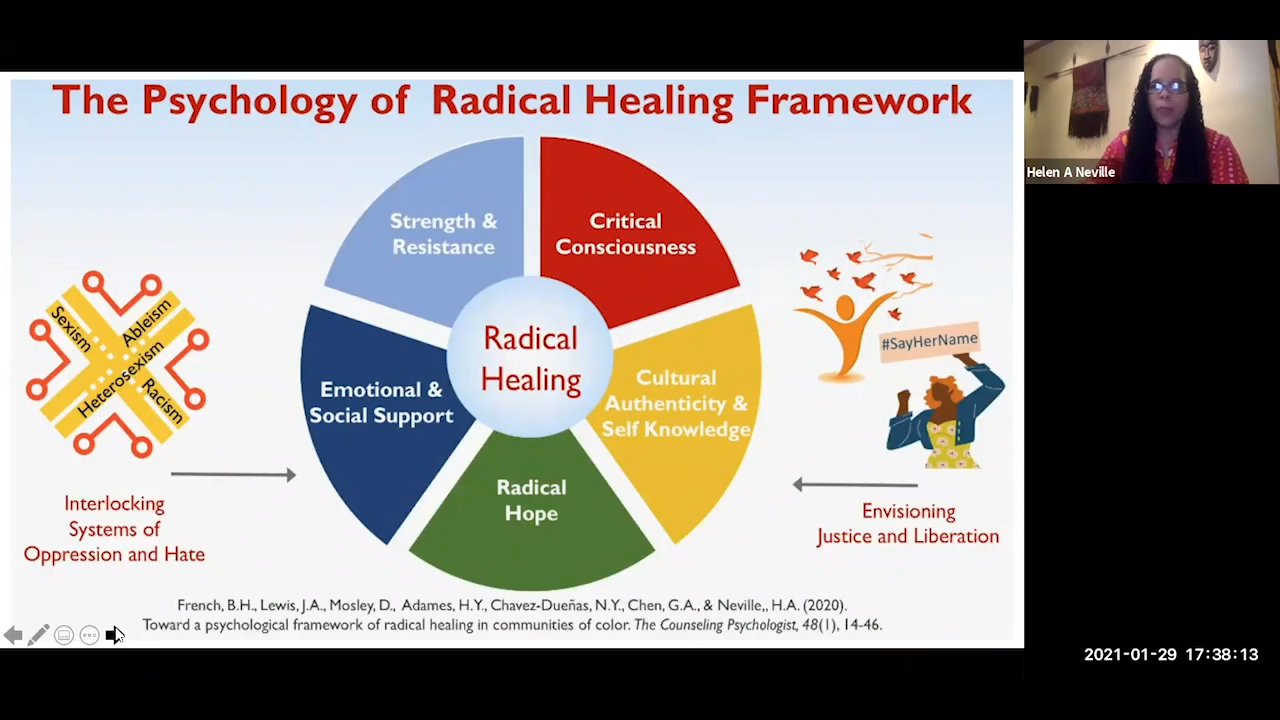 The Psychology of Radical Healing Framework
Helen A Neville
Strength &
Resistance
Critical
Consciousness
Sexism
Ableism
Heterosexism
Racism
#SayHerName
Radical
Healing
Emotional &
Social Support
Cultural
Authenticity &
Self Knowledge
Radical
Hope
Interlocking
Systems of
Oppression and Hate
Envisioning
Justice and Liberation
French, B.H., Lewis, J.A., Mosley, D., Adames, H.Y., Chavez-Dueñas, N.Y., Chen, G.A., & Neville,, H.A. (2020).
Toward a psychological framework of radical healing in communities of color. The Counseling Psychologist, 48(1), 14-46.
2021-01-29 17:38:13